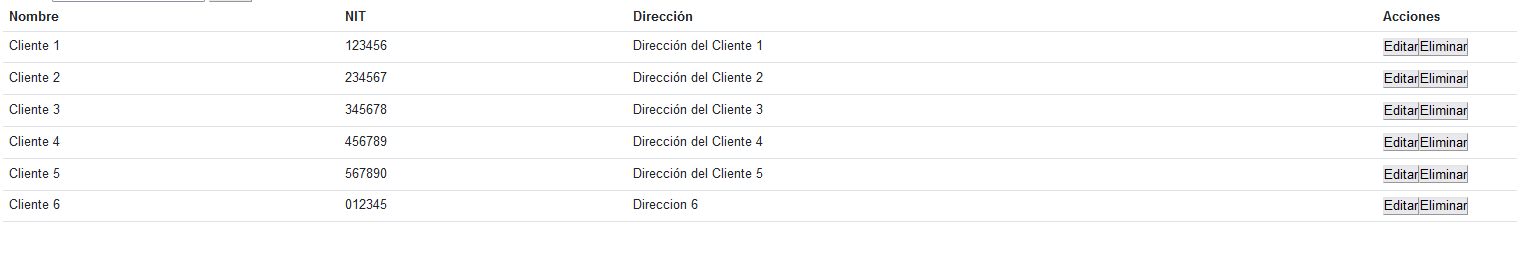 Nombre NIT Dirección Acciones
Cliente 1 123456 Dirección del Cliente 1 Editar Eliminar
Cliente 2 234567 Dirección del Cliente 2 Editar Eliminar
Cliente 3 345678 Dirección del Cliente 3 Editar Eliminar
Cliente 4 456789 Dirección del Cliente 4 Editar Eliminar
Cliente 5 567890 Dirección del Cliente 5 Editar Eliminar
Cliente 6 012345 Direccion 6 Editar Eliminar